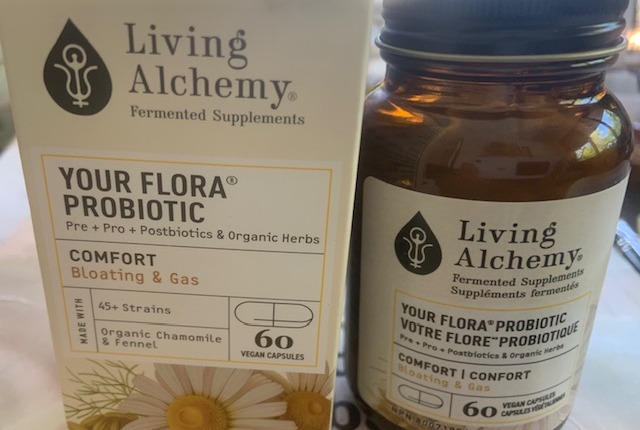 Living
Alchemy®
Fermented Supplements
YOUR FLORA®
PROBIOTIC
Pre + Pro + Postbiotics & Organic Herbs
COMFORT
Bloating & Gas
MADE WITH
45+ Strains
Organic Chamomile
& Fennel
60
VEGAN CAPSULES
Living
Alchemy®
Fermented Supplements
Suppléments fermentés
YOUR FLORA® PROBIOTIC
VOTRE FLORE™ PROBIOTIQUE
Pre + Pro + Postbiotics & Organic Herbs
COMFORT | CONFORT
Bloating & Gas
60
VEGAN CAPSULES
CAPSULES VÉGÉTALIENNES